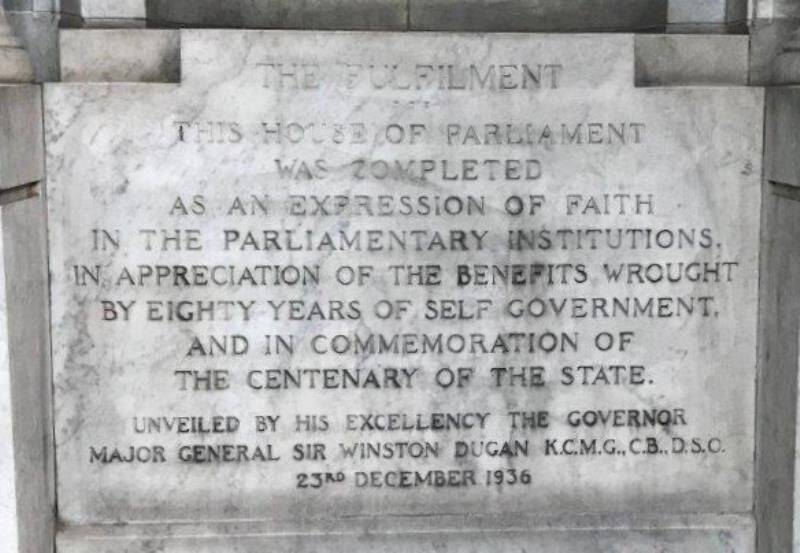 THE FULFILMENT
THIS HOUSE OF PARLIAMENT
WAS COMPLETED
AS AN EXPRESSION OF FAITH
IN THE PARLIAMENTARY INSTITUTIONS,
IN APPRECIATION OF THE BENEFITS WROUGHT
BY EIGHTY YEARS OF SELF GOVERNMENT,
AND IN COMMEMORATION OF
THE CENTENARY OF THE STATE.
UNVEILED BY HIS EXCELLENCY THE GOVERNOR
MAJOR GENERAL SIR WINSTON DUGAN K.C.M.G., C.B., D.S.O.
23RD DECEMBER 1936